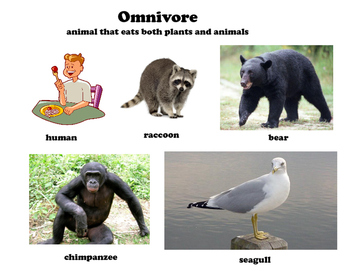 Omnivore
animal that eats both plants and animals
human
raccoon
bear
chimpanzee
seagull